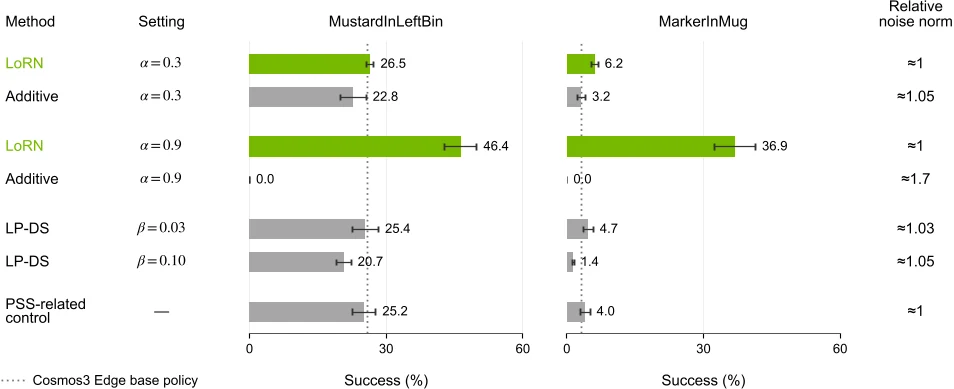 Method Setting MustardInLeftBin MarkerInMug Relative noise norm
LoRN α=0.3 26.5 6.2 ≈1
Additive α=0.3 22.8 3.2 ≈1.05
LoRN α=0.9 46.4 36.9 ≈1
Additive α=0.9 0.0 0.0 ≈1.7
LP-DS β=0.03 25.4 4.7 ≈1.03
LP-DS β=0.10 20.7 1.4 ≈1.05
PSS-related control — 25.2 4.0 ≈1
0 30 60 0 30 60
Cosmos3 Edge base policy Success (%) Success (%)